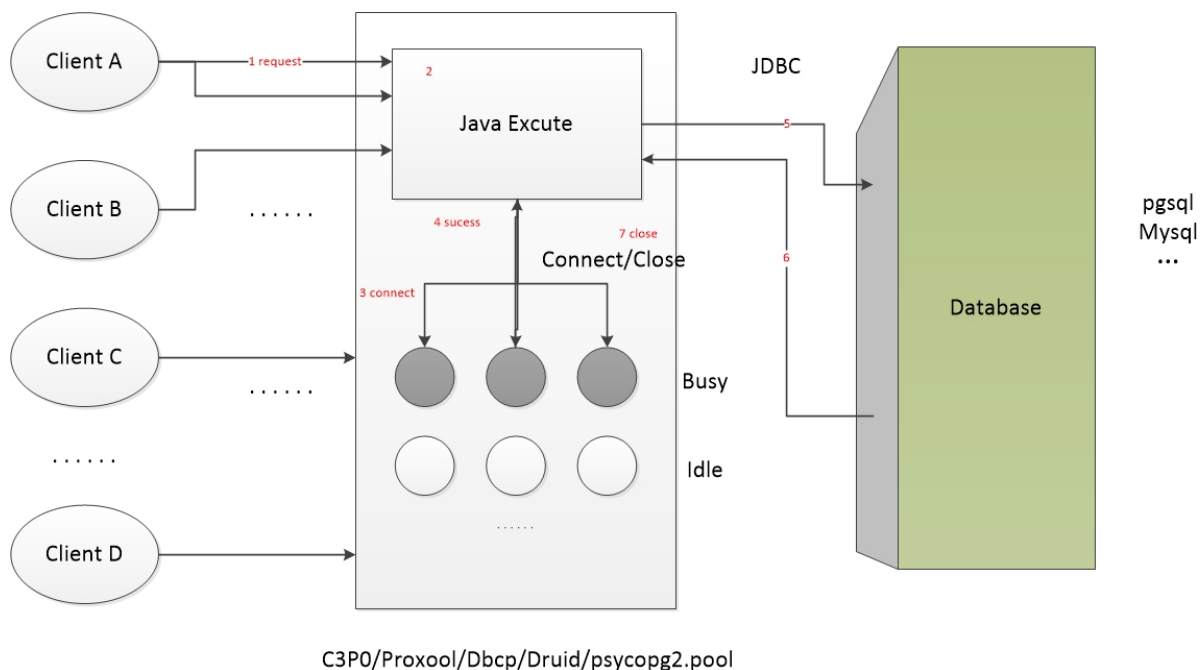 Client A
1 request
2
Java Excute
JDBC
5
Client B
. . . . . .
4 sucess
7 close
Connect/Close
6
pgsql
Mysql
...
3 connect
Database
Client C
. . . . . .
Busy
. . . . . .
Idle
. . . . . .
Client D
C3P0/Proxool/Dbcp/Druid/psycopg2.pool